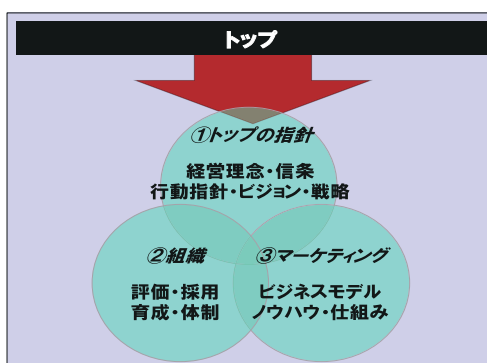 トップ
①トップの指針
経営理念・信条
行動指針・ビジョン・戦略
②組織
評価・採用
育成・体制
③マーケティング
ビジネスモデル
ノウハウ・仕組み